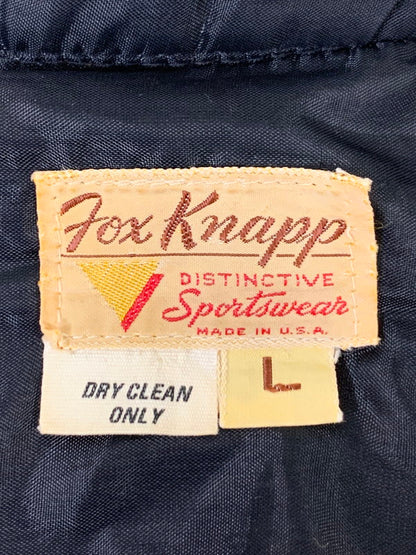 Fox Knapp
DISTINCTIVE
Sportswear
MADE IN U.S.A.
DRY CLEAN
ONLY
L